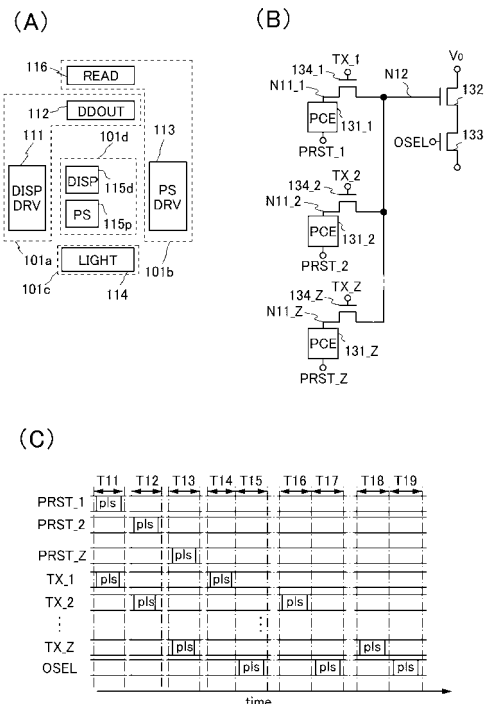 (A)
116
READ
112
DDOUT
111
113
101d
DISP
DRV
DISP
115d
PS
115p
PS
DRV
101a
LIGHT
101b
101c
114
(B)
TX_1
134_1
N11_1
N12
V0
132
PCE
131_1
PRST_1
OSEL
133
TX_2
134_2
N11_2
PCE
131_2
PRST_2
TX_Z
134_Z
N11_Z
PCE
131_Z
PRST_Z
(C)
T11 T12 T13 T14 T15 T16 T17 T18 T19
PRST_1 pls
PRST_2 pls
PRST_Z pls
TX_1 pls pls
TX_2 pls pls
TX_Z pls pls
OSEL pls pls pls
time